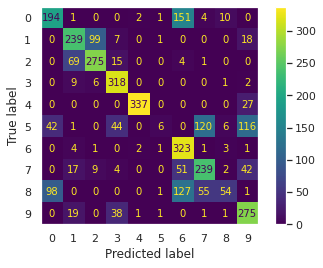 0 194 1 0 0 2 1 151 4 10 0
1 0 239 99 7 0 0 0 0 0 18
2 0 69 275 15 0 0 4 1 0 0
3 0 9 6 318 0 0 0 0 1 2
4 0 0 0 0 337 0 0 0 0 27
5 42 1 0 44 0 6 0 120 6 116
6 0 4 1 0 2 1 323 1 3 1
7 0 17 9 4 0 0 51 239 2 42
8 98 0 0 0 0 1 127 55 54 1
9 0 19 0 38 1 0 1 1 1 275
0 1 2 3 4 5 6 7 8 9
Predicted label
True label
300
250
200
150
100
50
0